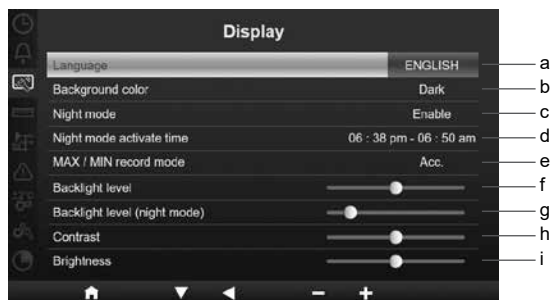 Display
Language ENGLISH a
Background color Dark b
Night mode Enable c
Night mode activate time 06 : 38 pm - 06 : 50 am d
MAX / MIN record mode Acc. e
Backlight level f
Backlight level (night mode) g
Contrast h
Brightness i